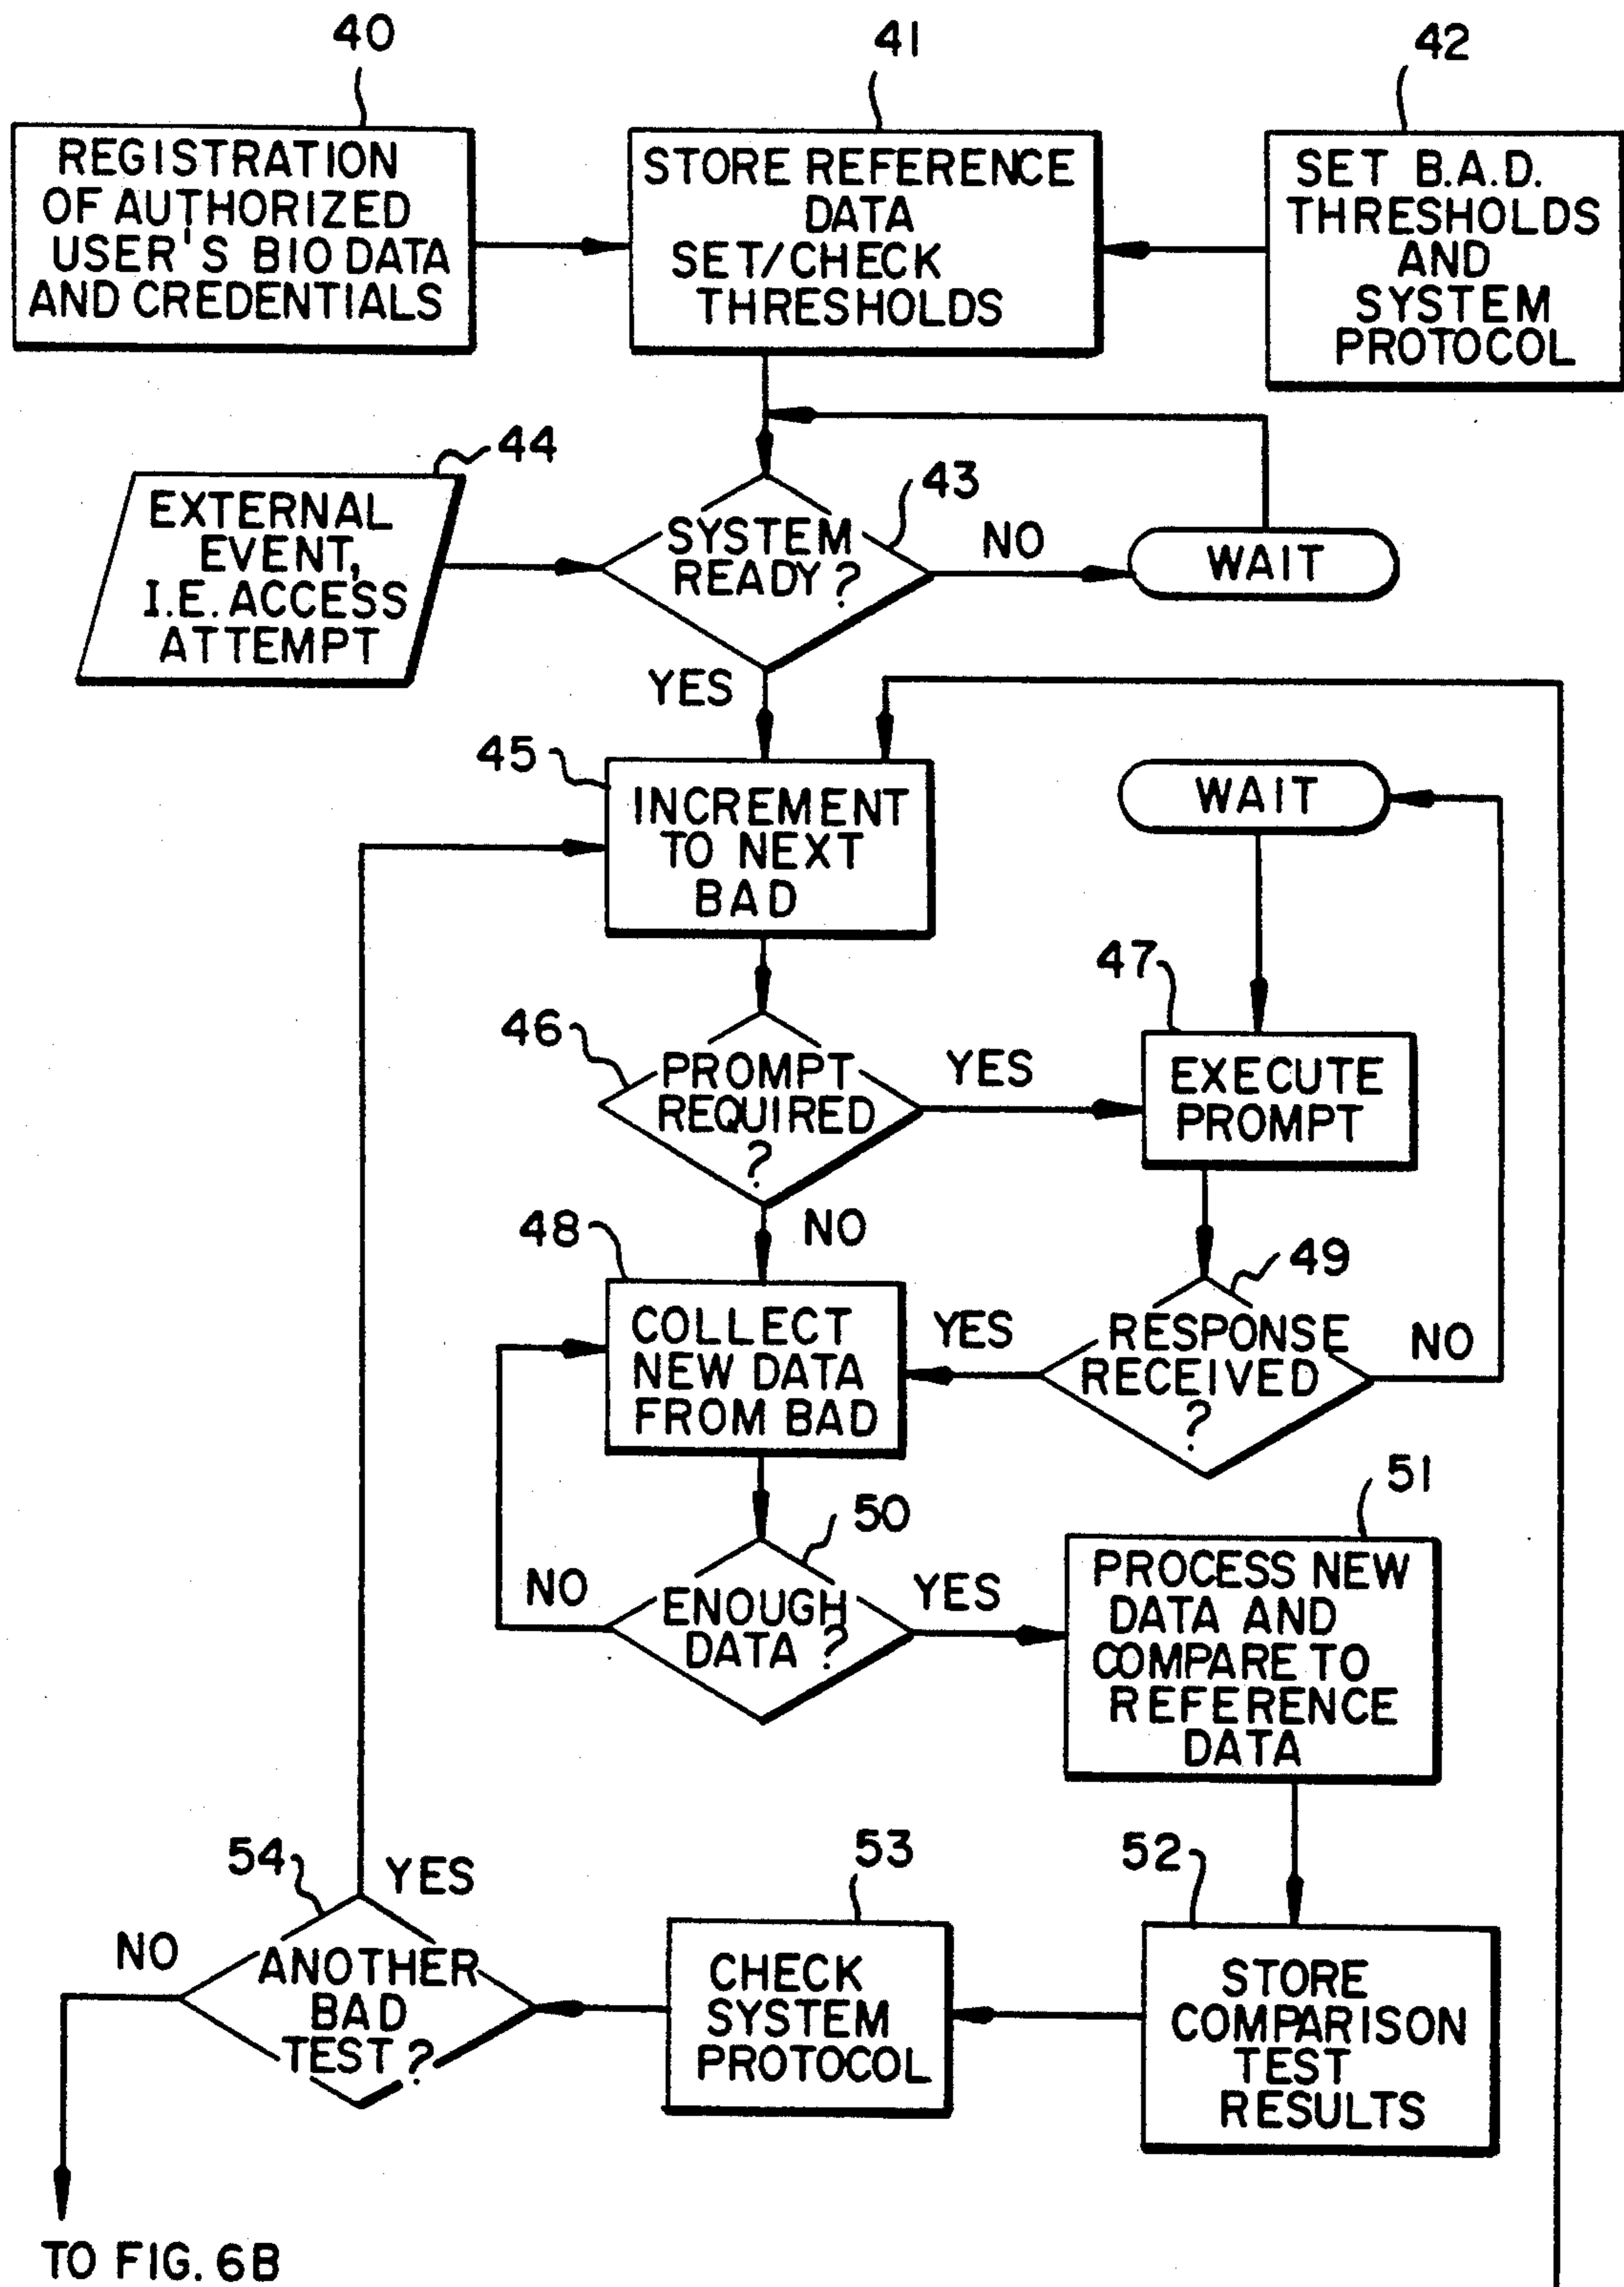 40
41
42
REGISTRATION
OF AUTHORIZED
USER'S BIO DATA
AND CREDENTIALS
STORE REFERENCE
DATA
SET/CHECK
THRESHOLDS
SET B.A.D.
THRESHOLDS
AND
SYSTEM
PROTOCOL
44
EXTERNAL
EVENT,
I.E. ACCESS
ATTEMPT
43
SYSTEM
READY?
NO
WAIT
YES
45
INCREMENT
TO NEXT
BAD
WAIT
46
PROMPT
REQUIRED
?
YES
47
EXECUTE
PROMPT
NO
48
COLLECT
NEW DATA
FROM BAD
YES
49
RESPONSE
RECEIVED
?
NO
50
NO
ENOUGH
DATA?
YES
51
PROCESS NEW
DATA AND
COMPARE TO
REFERENCE
DATA
54
YES
NO
ANOTHER
BAD
TEST?
53
CHECK
SYSTEM
PROTOCOL
52
STORE
COMPARISON
TEST
RESULTS
TO FIG. 6B